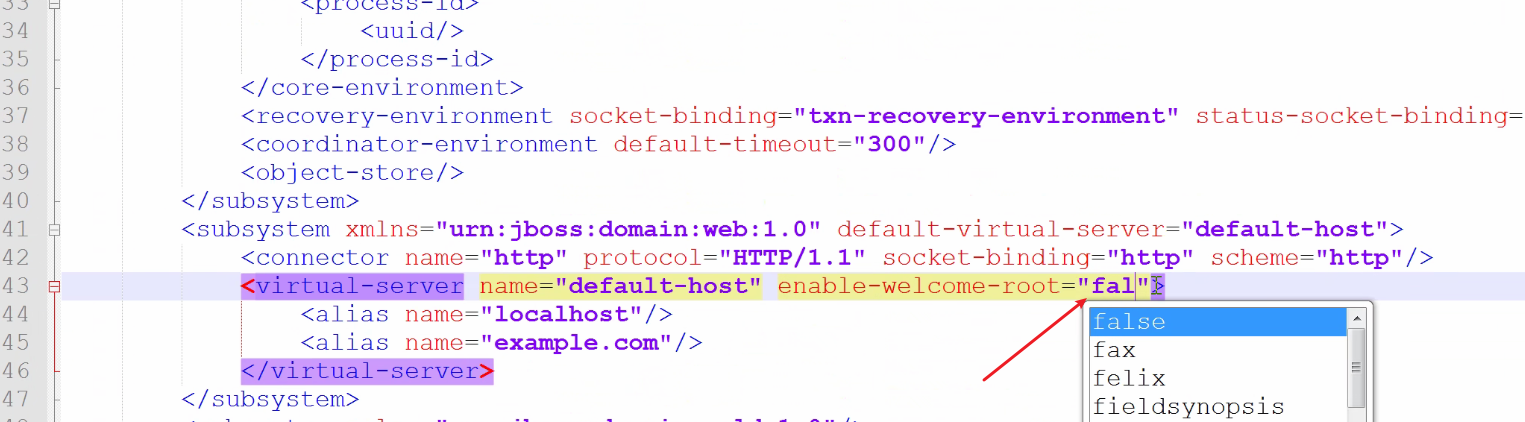 33 <process-id>
34 <uuid/>
35 </process-id>
36 </core-environment>
37 <recovery-environment socket-binding="txn-recovery-environment" status-socket-binding=
38 <coordinator-environment default-timeout="300"/>
39 <object-store/>
40 </subsystem>
41 <subsystem xmlns="urn:jboss:domain:web:1.0" default-virtual-server="default-host">
42 <connector name="http" protocol="HTTP/1.1" socket-binding="http" scheme="http"/>
43 <virtual-server name="default-host" enable-welcome-root="fal">
44 <alias name="localhost"/>
45 <alias name="example.com"/>
46 </virtual-server>
47 </subsystem>
false
fax
felix
fieldsynopsis